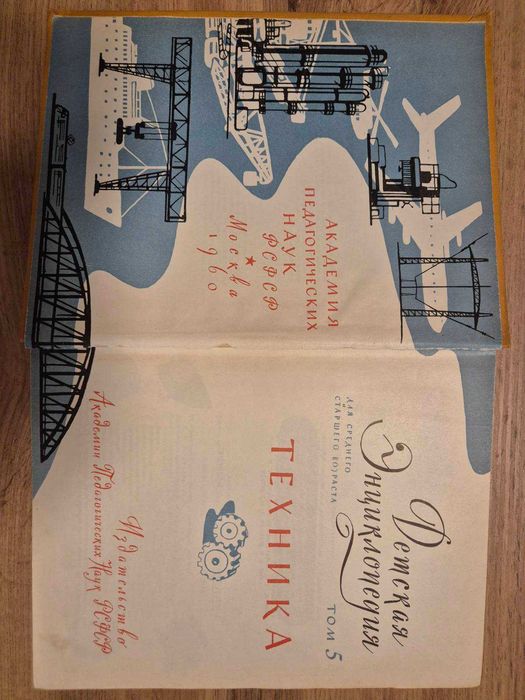 АКАДЕМИЯ
ПЕДАГОГИЧЕСКИХ
НАУК
РСФСР
Москва
1960
Детская
Энциклопедия
ДЛЯ СРЕДНЕГО
СТАРШЕГО ВОЗРАСТА
ТОМ 5
ТЕХНИКА
Издательство
Академии Педагогических Наук РСФСР